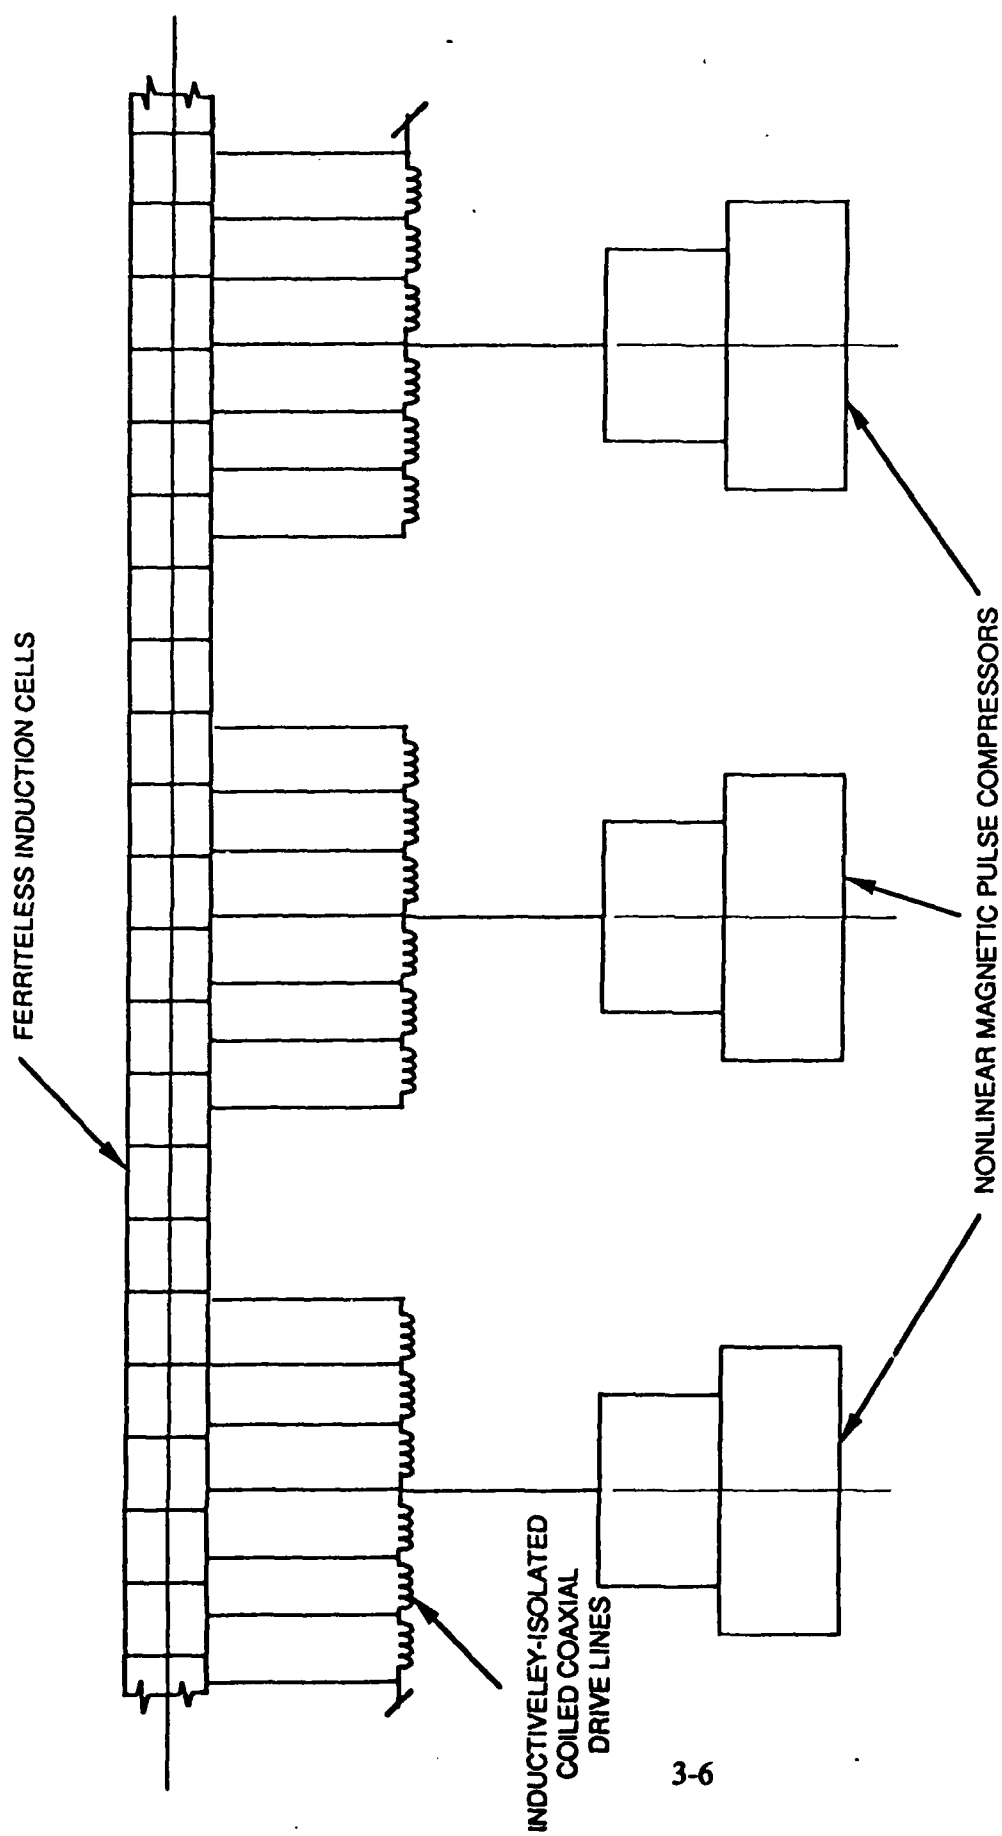 FERRITELESS INDUCTION CELLS
INDUCTIVELEY-ISOLATED
COILED COAXIAL
DRIVE LINES
NONLINEAR MAGNETIC PULSE COMPRESSORS
3-6